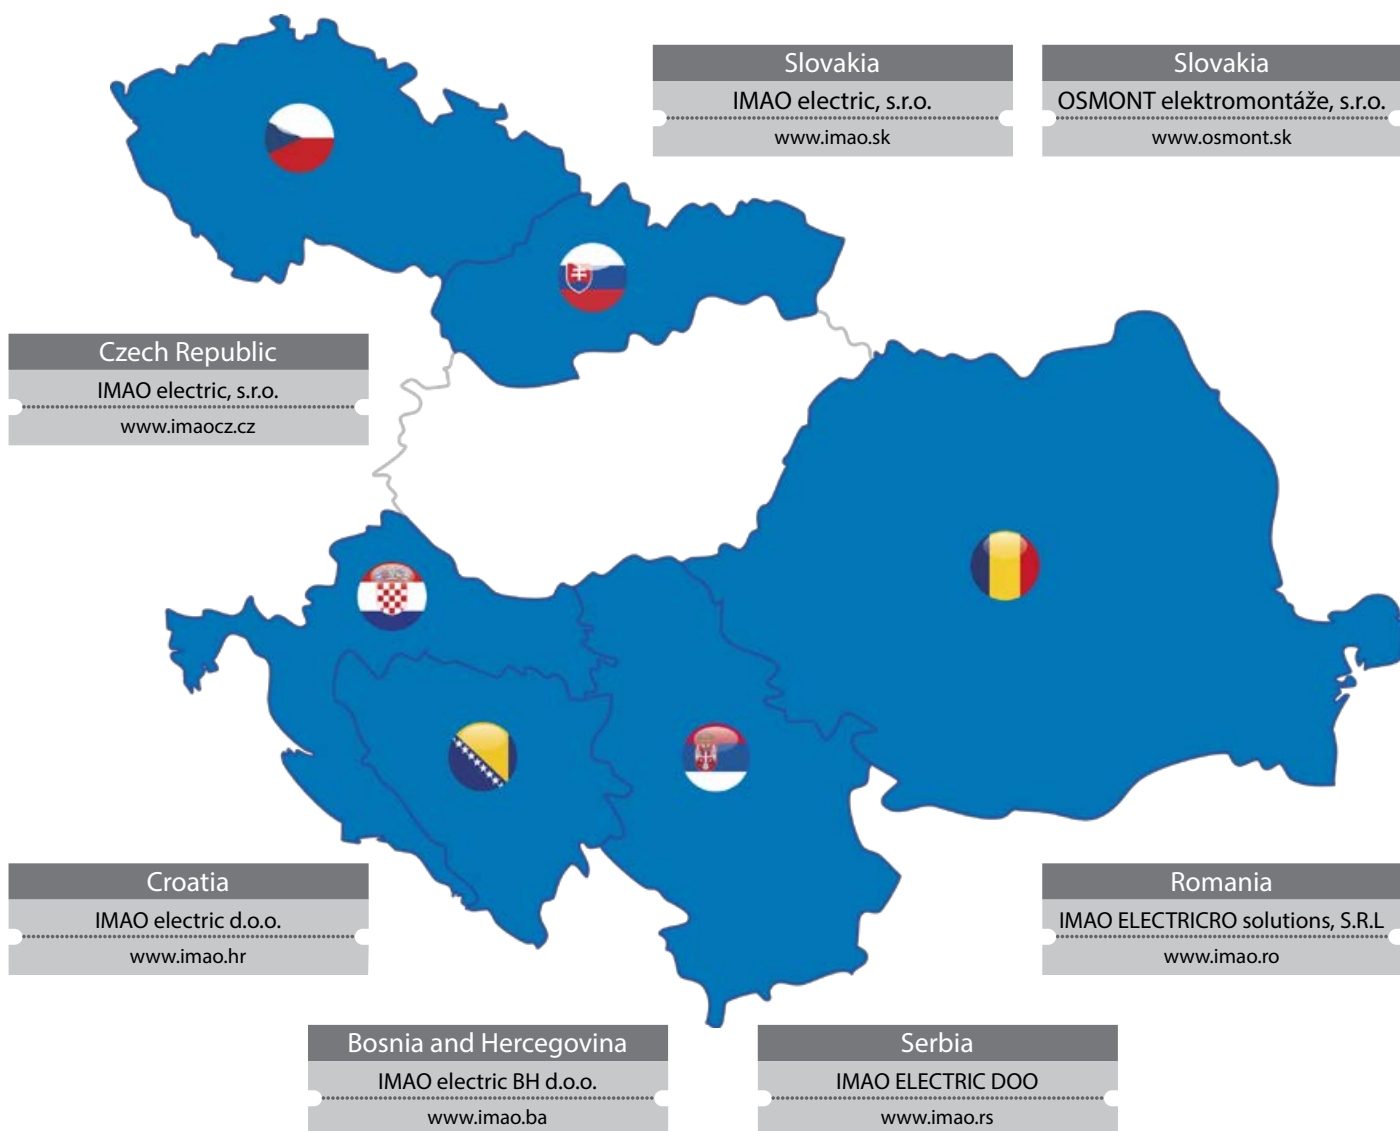 Slovakia
IMAO electric, s.r.o.
www.imao.sk
Slovakia
OSMONT elektromontáže, s.r.o.
www.osmont.sk
Czech Republic
IMAO electric, s.r.o.
www.imaocz.cz
Croatia
IMAO electric d.o.o.
www.imao.hr
Romania
IMAO ELECTRICRO solutions, S.R.L
www.imao.ro
Bosnia and Hercegovina
IMAO electric BH d.o.o.
www.imao.ba
Serbia
IMAO ELECTRIC DOO
www.imao.rs